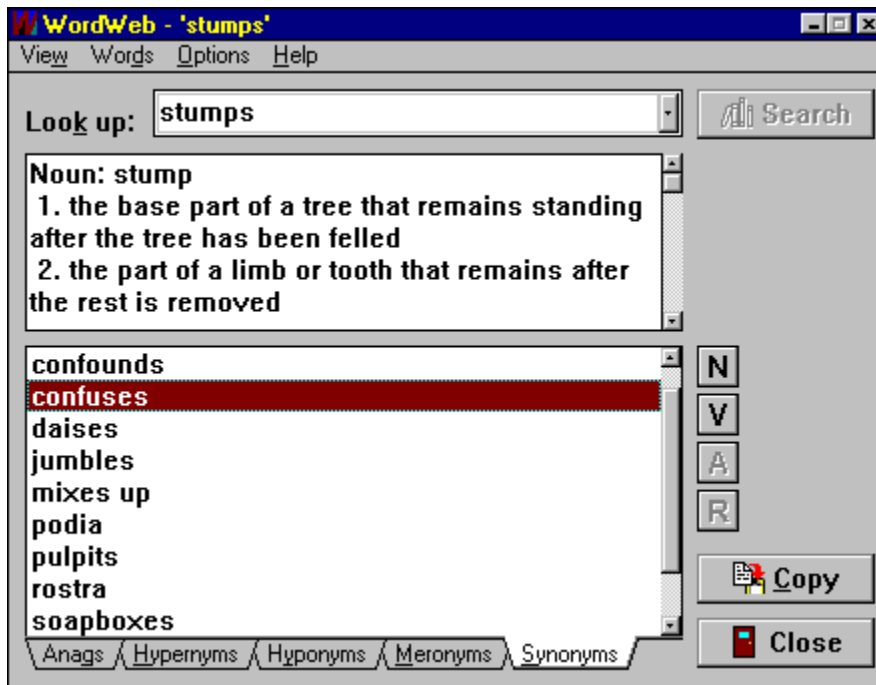 WordWeb - 'stumps'
View Words Options Help
Look up: stumps Search
Noun: stump
1. the base part of a tree that remains standing
after the tree has been felled
2. the part of a limb or tooth that remains after
the rest is removed
confounds
confuses
daises
jumbles
mixes up
podia
pulpits
rostra
soapboxes
N
V
A
R
Copy
Close
Anags Hypernyms Hyponyms Meronyms Synonyms